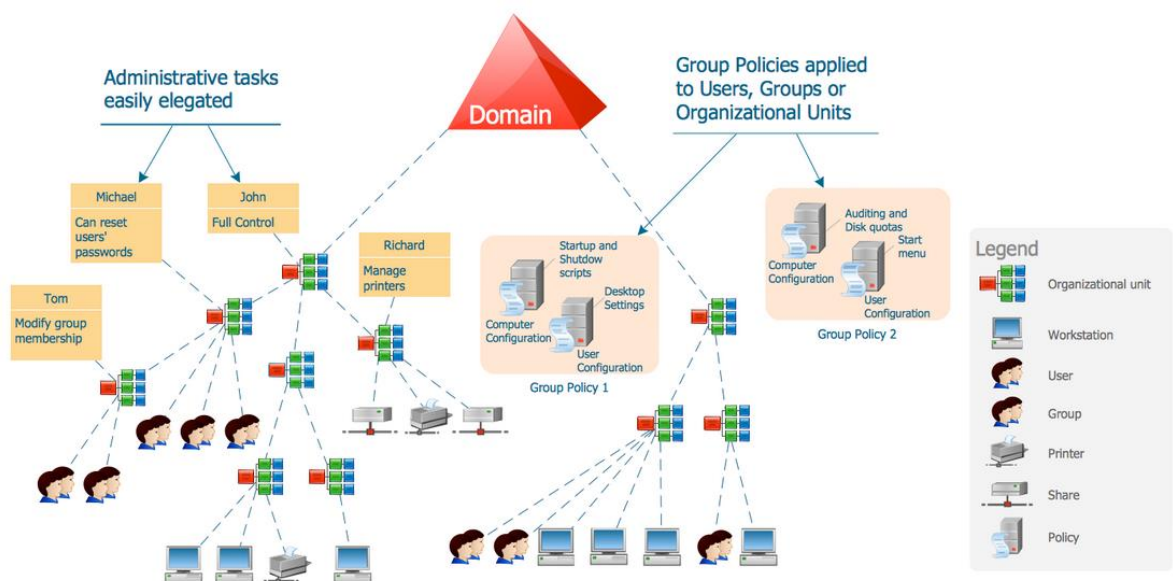 Administrative tasks
easily elegated
Domain
Group Policies applied
to Users, Groups or
Organizational Units
Michael
Can reset
users'
passwords
John
Full Control
Richard
Manage
printers
Tom
Modify group
membership
Startup and
Shutdow
scripts
Computer
Configuration
Desktop
Settings
User
Configuration
Group Policy 1
Auditing and
Disk quotas
Computer
Configuration
Start
menu
User
Configuration
Group Policy 2
Legend
Organizational unit
Workstation
User
Group
Printer
Share
Policy